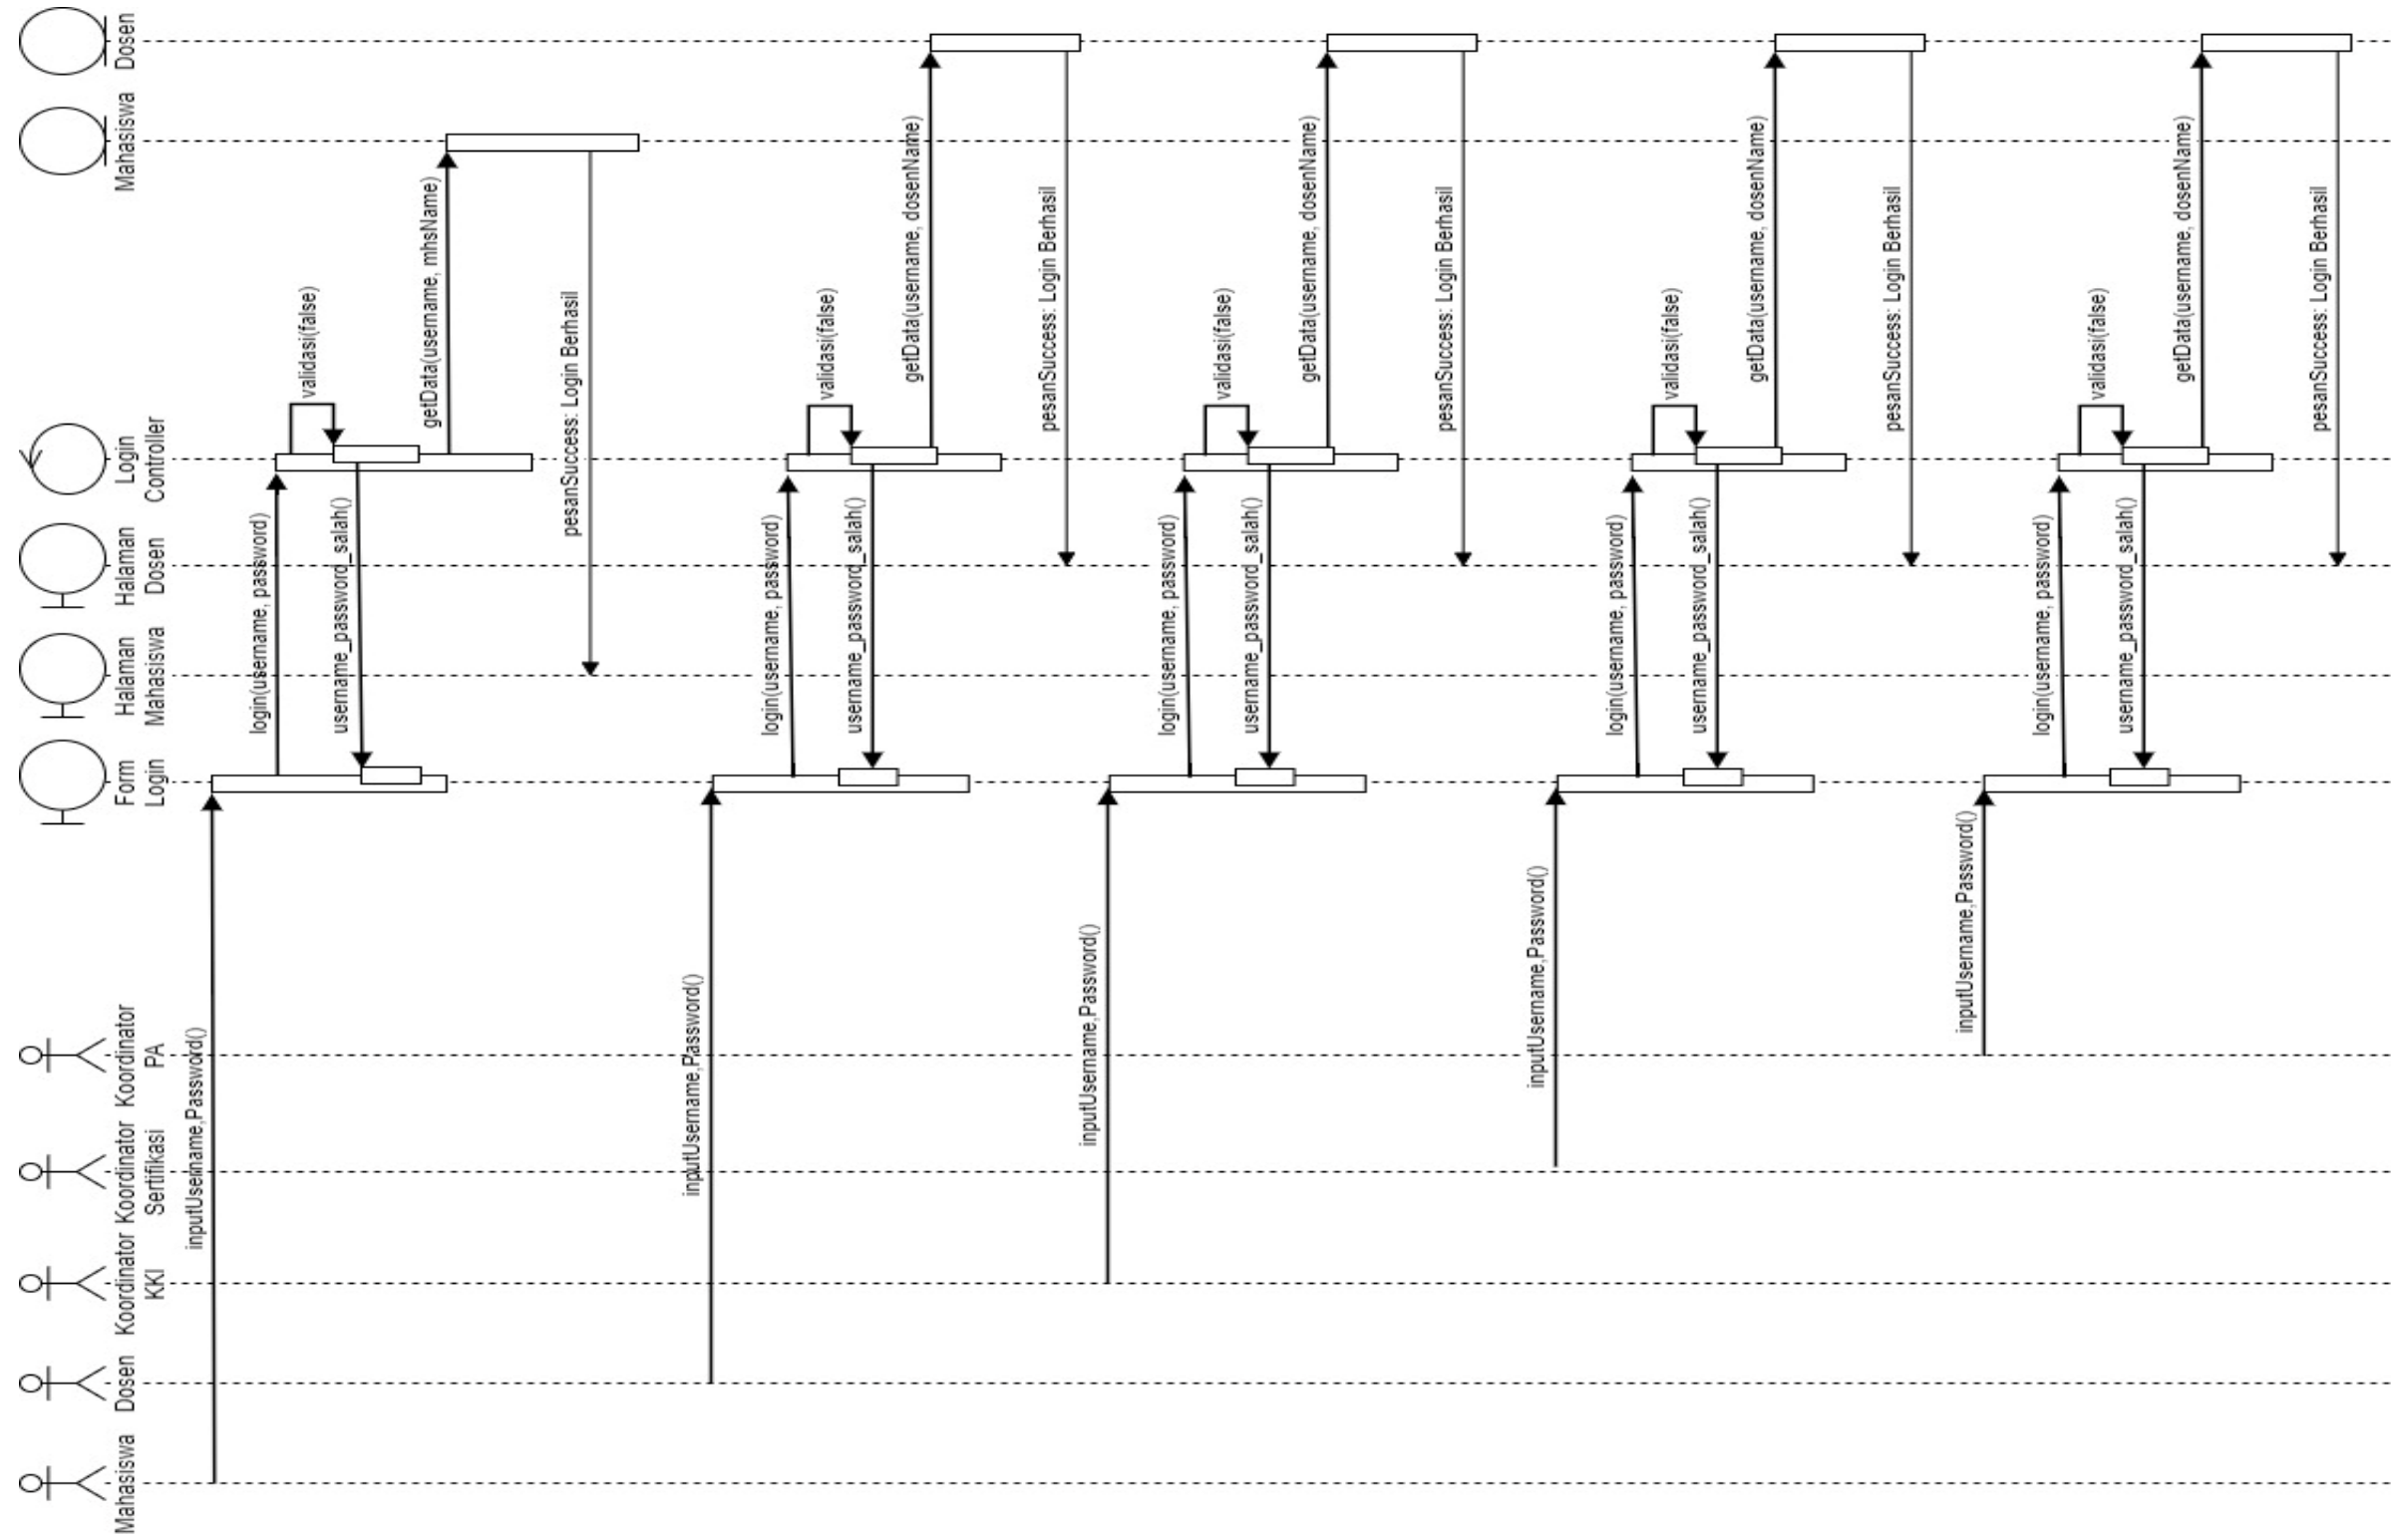 Mahasiswa
Dosen
Koordinator
KKI
Koordinator
Sertifikasi
Koordinator
PA
Form
Login
Halaman
Mahasiswa
Halaman
Dosen
Login
Controller
Mahasiswa
Dosen
inputUsername,Password()
login(username, password)
validasi(false)
username_password_salah()
getData(username, mhsName)
pesanSuccess: Login Berhasil
inputUsername,Password()
login(username, password)
validasi(false)
username_password_salah()
getData(username, dosenName)
pesanSuccess: Login Berhasil
inputUsername,Password()
login(username, password)
validasi(false)
username_password_salah()
getData(username, dosenName)
pesanSuccess: Login Berhasil
inputUsername,Password()
login(username, password)
validasi(false)
username_password_salah()
getData(username, dosenName)
pesanSuccess: Login Berhasil
inputUsername,Password()
login(username, password)
validasi(false)
username_password_salah()
getData(username, dosenName)
pesanSuccess: Login Berhasil